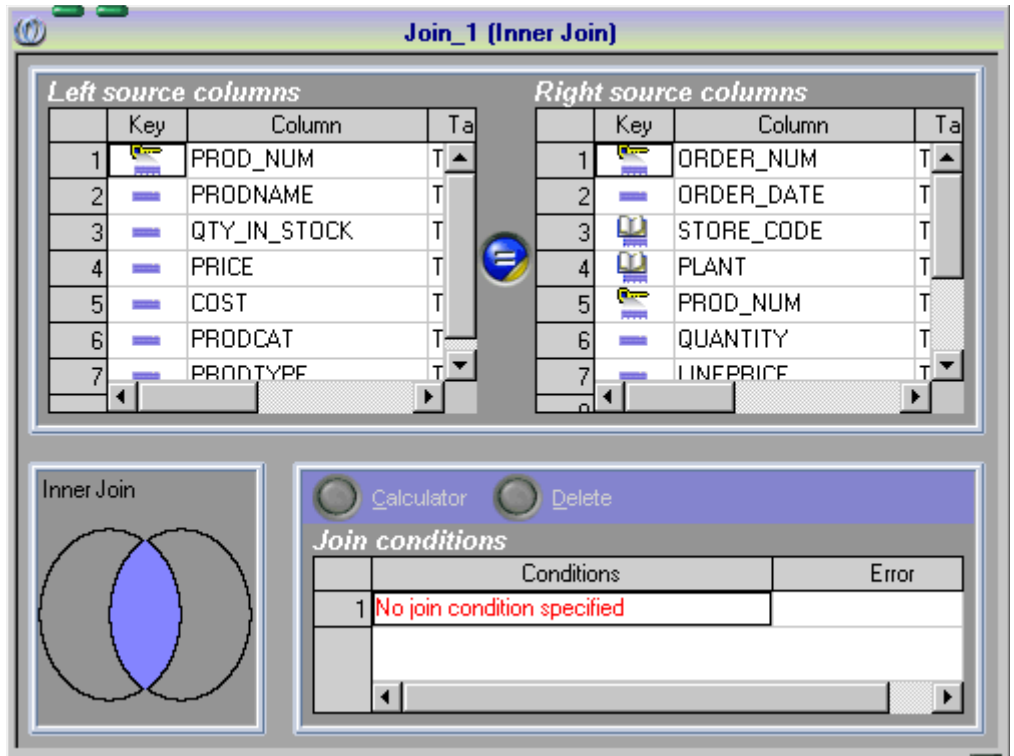 Join_1 (Inner Join)
Left source columns
Key Column Ta
1 PROD_NUM T
2 PRODNAME T
3 QTY_IN_STOCK T
4 PRICE T
5 COST T
6 PRODCAT T
7 PRODTYPE T
Right source columns
Key Column Ta
1 ORDER_NUM T
2 ORDER_DATE T
3 STORE_CODE T
4 PLANT T
5 PROD_NUM T
6 QUANTITY T
7 LINEPRICE T
Inner Join
Calculator Delete
Join conditions
Conditions Error
1 No join condition specified